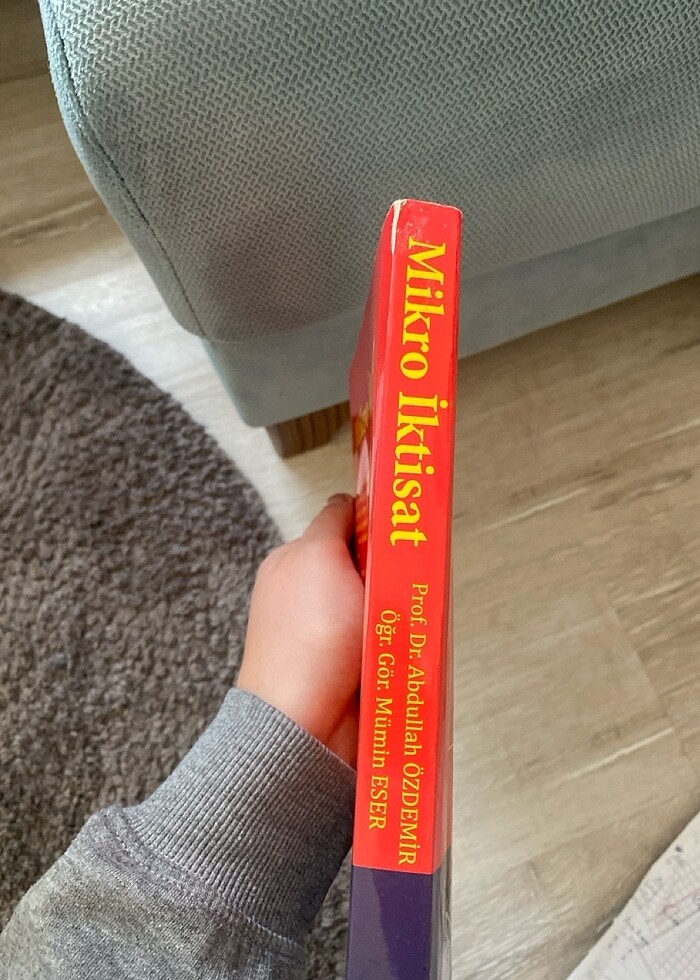 Mikro İktisat
Prof. Dr. Abdullah ÖZDEMİR
Öğr. Gör. Mümin ESER